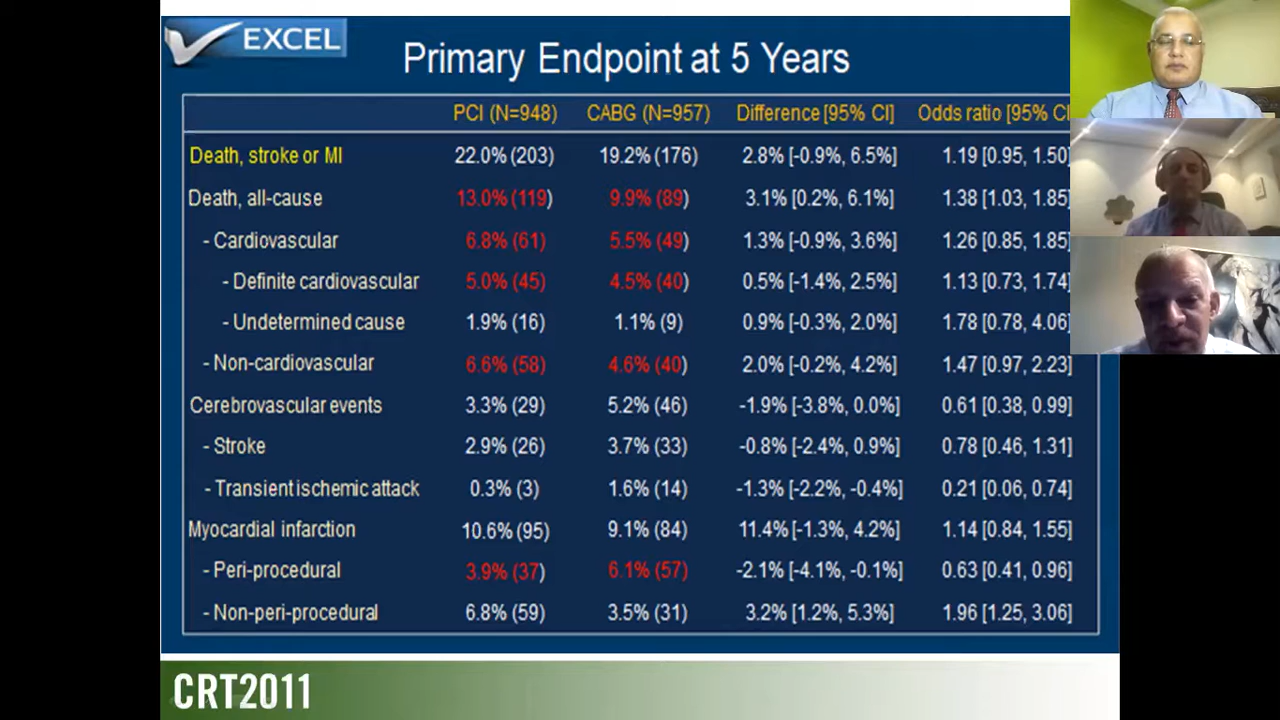 EXCEL
Primary Endpoint at 5 Years
PCI (N=948) CABG (N=957) Difference [95% CI] Odds ratio [95% CI
Death, stroke or MI 22.0% (203) 19.2% (176) 2.8% [-0.9%, 6.5%] 1.19 [0.95, 1.50]
Death, all-cause 13.0% (119) 9.9% (89) 3.1% [0.2%, 6.1%] 1.38 [1.03, 1.85]
- Cardiovascular 6.8% (61) 5.5% (49) 1.3% [-0.9%, 3.6%] 1.26 [0.85, 1.85]
- Definite cardiovascular 5.0% (45) 4.5% (40) 0.5% [-1.4%, 2.5%] 1.13 [0.73, 1.74]
- Undetermined cause 1.9% (16) 1.1% (9) 0.9% [-0.3%, 2.0%] 1.78 [0.78, 4.06]
- Non-cardiovascular 6.6% (58) 4.6% (40) 2.0% [-0.2%, 4.2%] 1.47 [0.97, 2.23]
Cerebrovascular events 3.3% (29) 5.2% (46) -1.9% [-3.8%, 0.0%] 0.61 [0.38, 0.99]
- Stroke 2.9% (26) 3.7% (33) -0.8% [-2.4%, 0.9%] 0.78 [0.46, 1.31]
- Transient ischemic attack 0.3% (3) 1.6% (14) -1.3% [-2.2%, -0.4%] 0.21 [0.06, 0.74]
Myocardial infarction 10.6% (95) 9.1% (84) 11.4% [-1.3%, 4.2%] 1.14 [0.84, 1.55]
- Peri-procedural 3.9% (37) 6.1% (57) -2.1% [-4.1%, -0.1%] 0.63 [0.41, 0.96]
- Non-peri-procedural 6.8% (59) 3.5% (31) 3.2% [1.2%, 5.3%] 1.96 [1.25, 3.06]
CRT2011